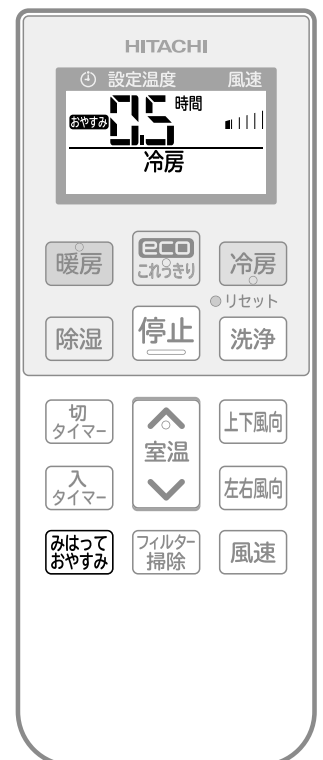 HITACHI
設定温度 風速
おやすみ 0.5 時間
冷房
暖房 eco これっきり 冷房
リセット
除湿 停止 洗浄
切タイマー 室温 上下風向
入タイマー 左右風向
みはっておやすみ フィルター掃除 風速